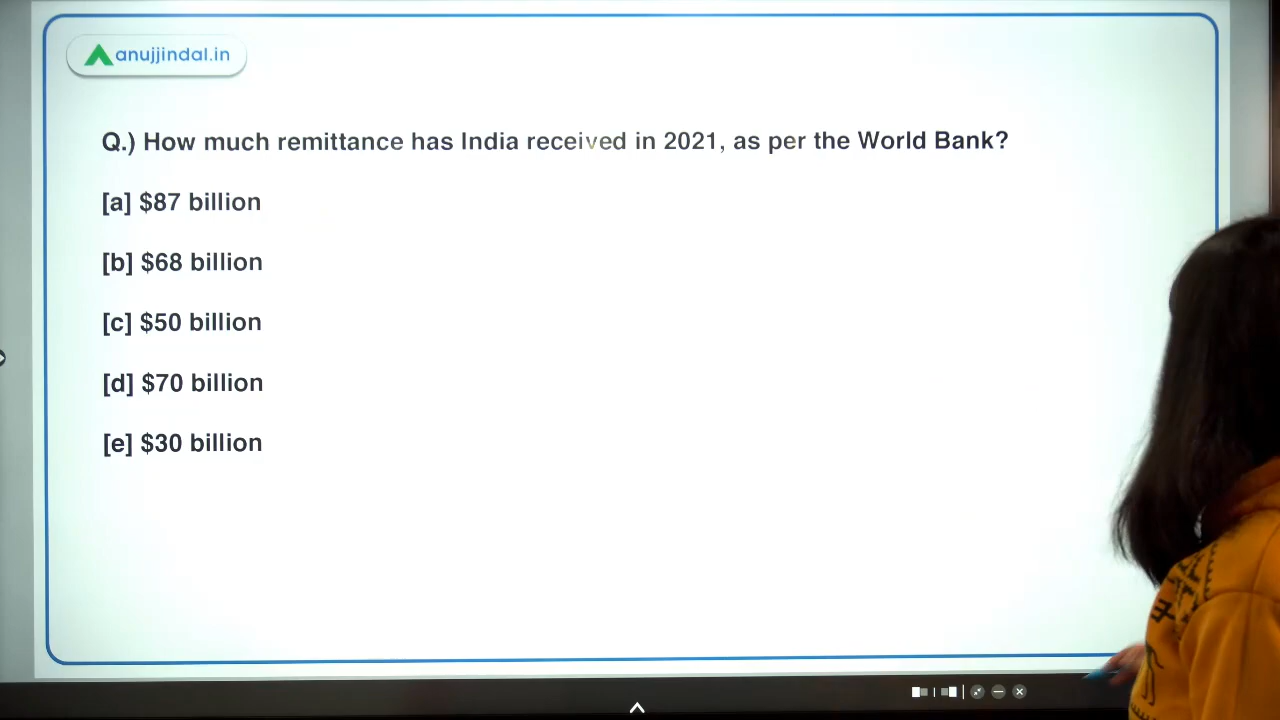 anujjindal.in
Q.) How much remittance has India received in 2021, as per the World Bank?
[a] $87 billion
[b] $68 billion
[c] $50 billion
[d] $70 billion
[e] $30 billion